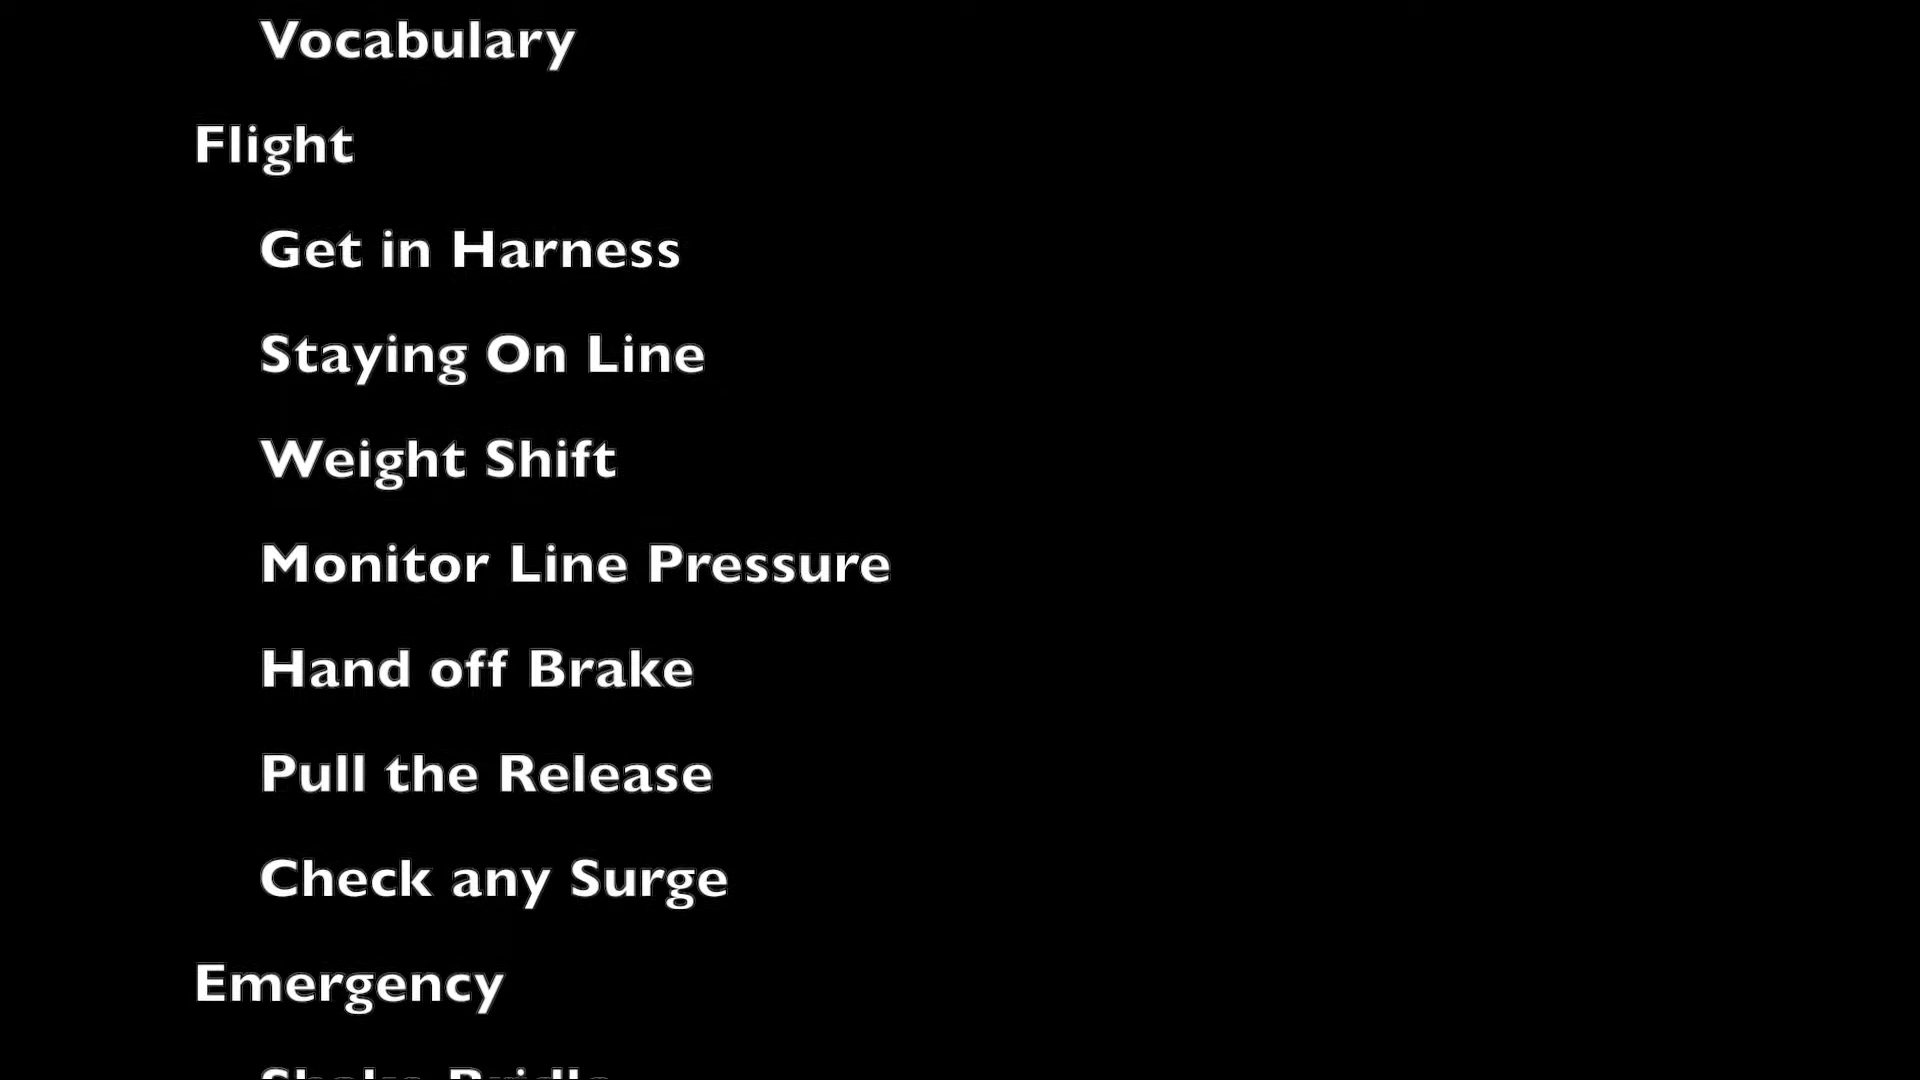 Vocabulary
Flight
Get in Harness
Staying On Line
Weight Shift
Monitor Line Pressure
Hand off Brake
Pull the Release
Check any Surge
Emergency